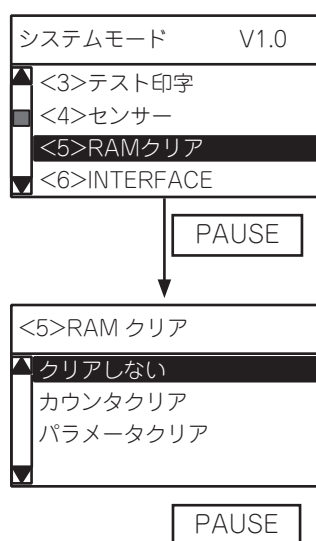 システムモード V1.0
<3>テスト印字
<4>センサー
<5>RAMクリア
<6>INTERFACE
PAUSE
<5>RAM クリア
クリアしない
カウンタクリア
パラメータクリア
PAUSE